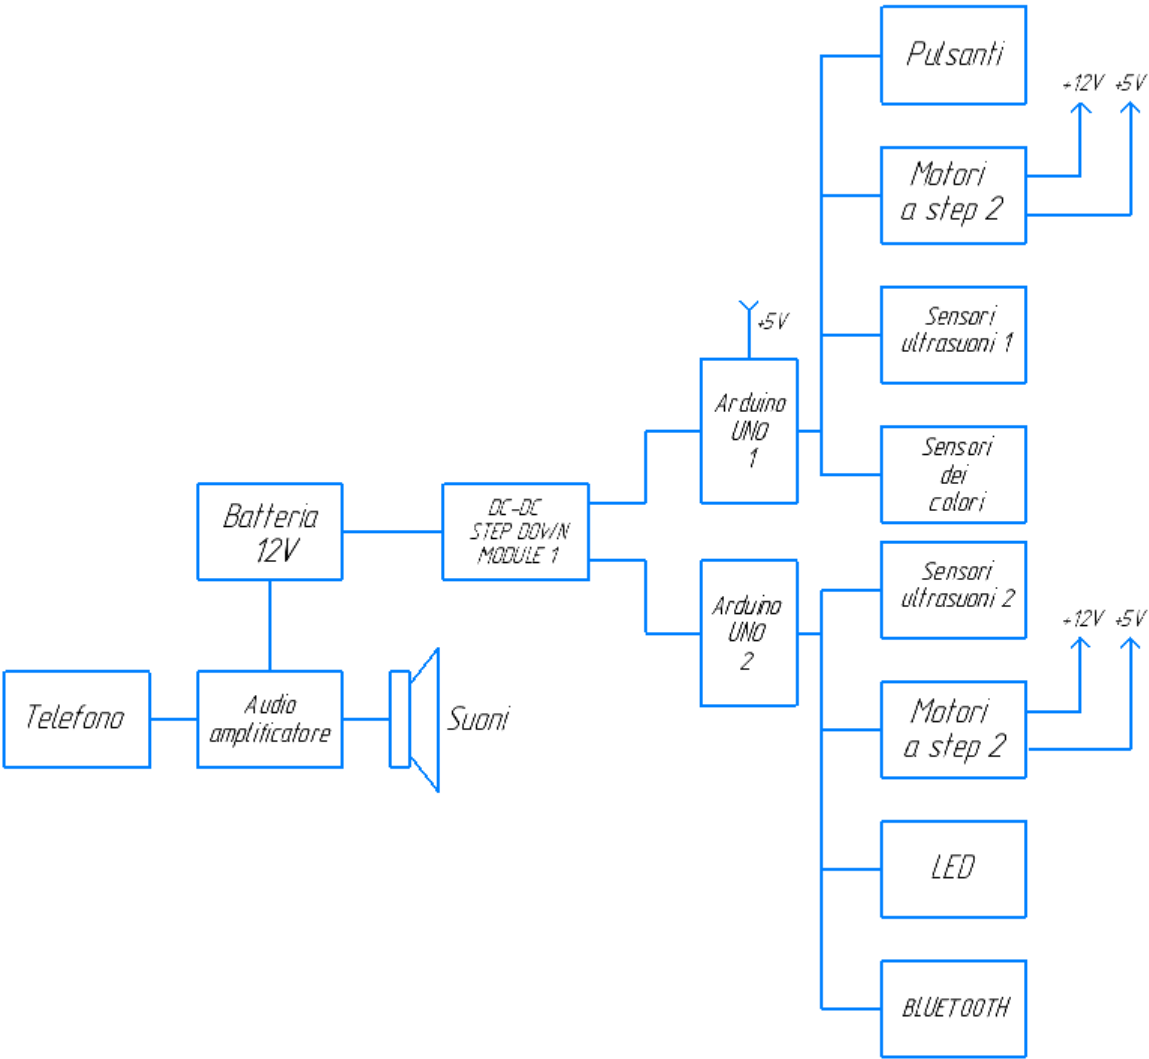 Pulsanti
+12V +5V
Motori
a step 2
Sensori
ultrasuoni 1
+5V
Arduino
UNO
1
Sensori
dei
colori
Batteria
12V
DC-DC
STEP DOWN
MODULE 1
Sensori
ultrasuoni 2
Arduino
UNO
2
+12V +5V
Telefono
Audio
amplificatore
Suoni
Motori
a step 2
LED
BLUETOOTH